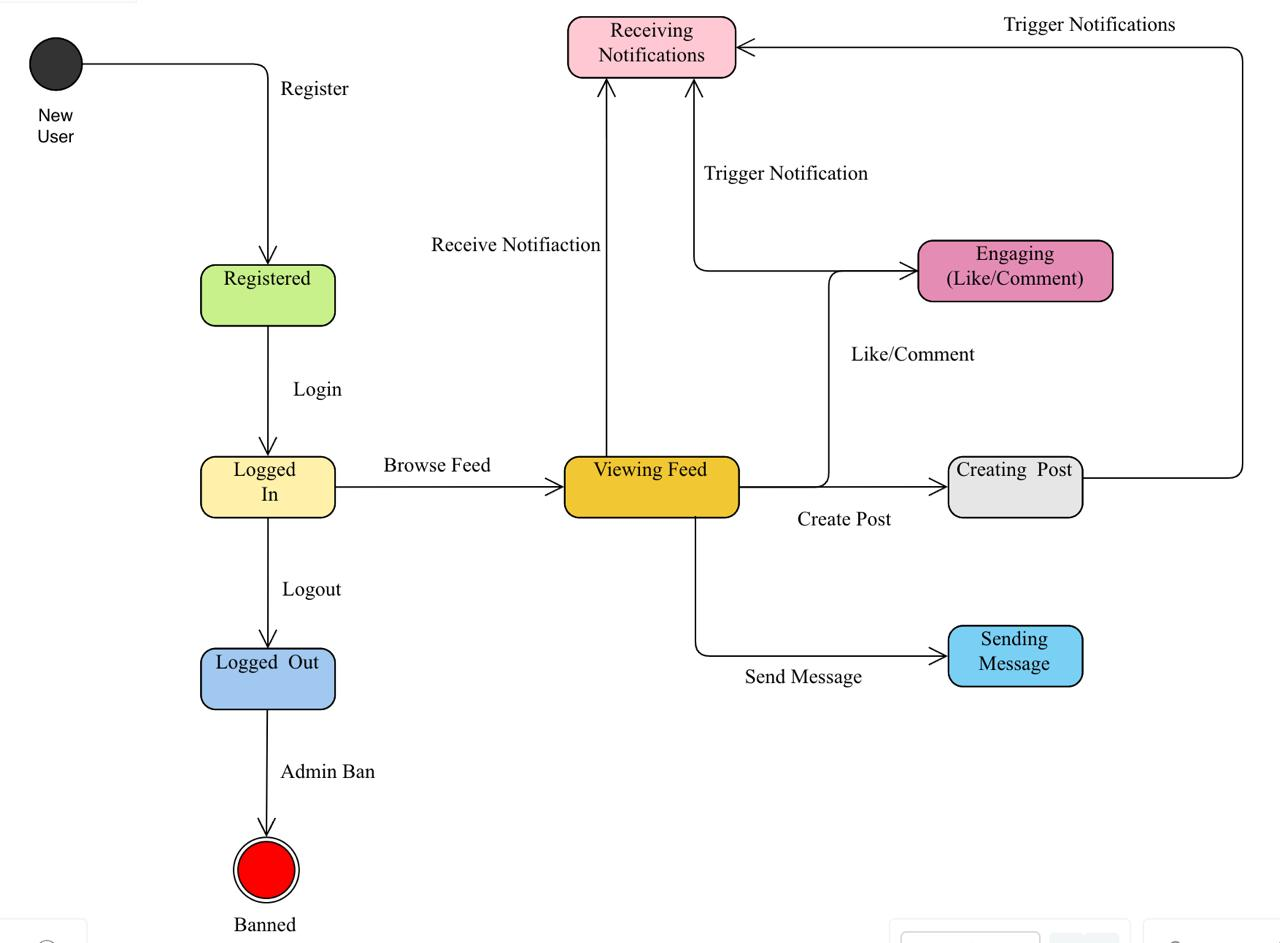 Receiving
Notifications
Trigger Notifications
New
User
Register
Trigger Notification
Receive Notifiaction
Engaging
(Like/Comment)
Registered
Like/Comment
Login
Logged
In
Browse Feed
Viewing Feed
Creating  Post
Create Post
Logout
Sending
Message
Logged  Out
Send Message
Admin Ban
Banned